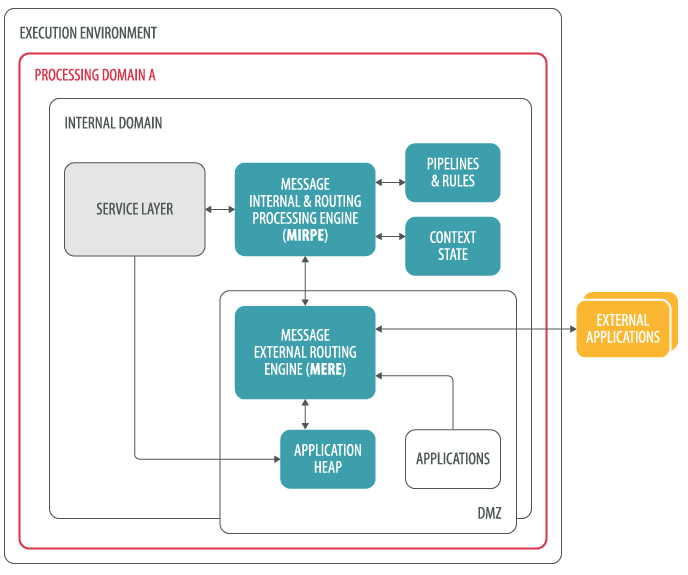 EXECUTION ENVIRONMENT
PROCESSING DOMAIN A
INTERNAL DOMAIN
SERVICE LAYER
MESSAGE
INTERNAL & ROUTING
PROCESSING ENGINE
(MIRPE)
PIPELINES
& RULES
CONTEXT
STATE
MESSAGE
EXTERNAL ROUTING
ENGINE (MERE)
EXTERNAL
APPLICATIONS
APPLICATION
HEAP
APPLICATIONS
DMZ